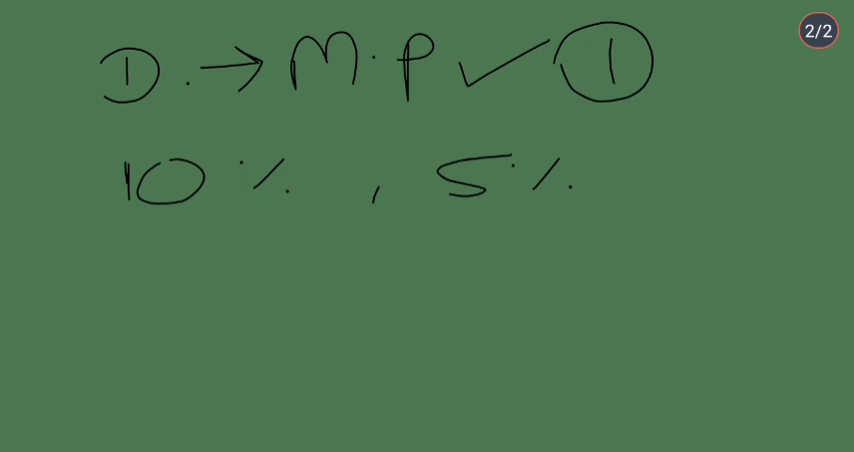 D. → M.P ✓ ① 2/2
10%, 5%